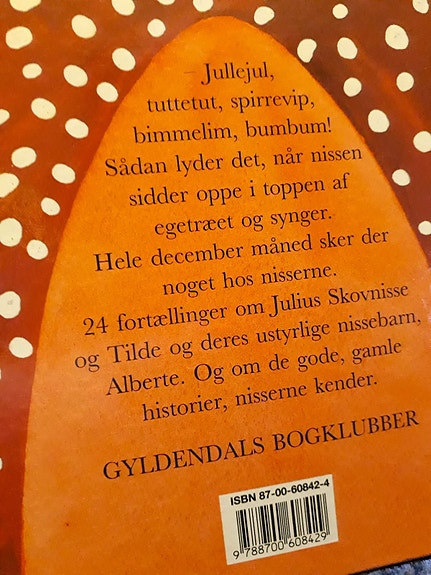 – Jullejul,
tuttetut, spirrevip,
bimmelim, bumbum!
Sådan lyder det, når nissen
sidder oppe i toppen af
egetræet og synger.
Hele december måned sker der
noget hos nisserne.
24 fortællinger om Julius Skovnisse
og Tilde og deres ustyrlige nissebarn,
Alberte. Og om de gode, gamle
historier, nisserne kender.
GYLDENDALS BOGKLUBBER
ISBN 87-00-60842-4
9 788700 608429